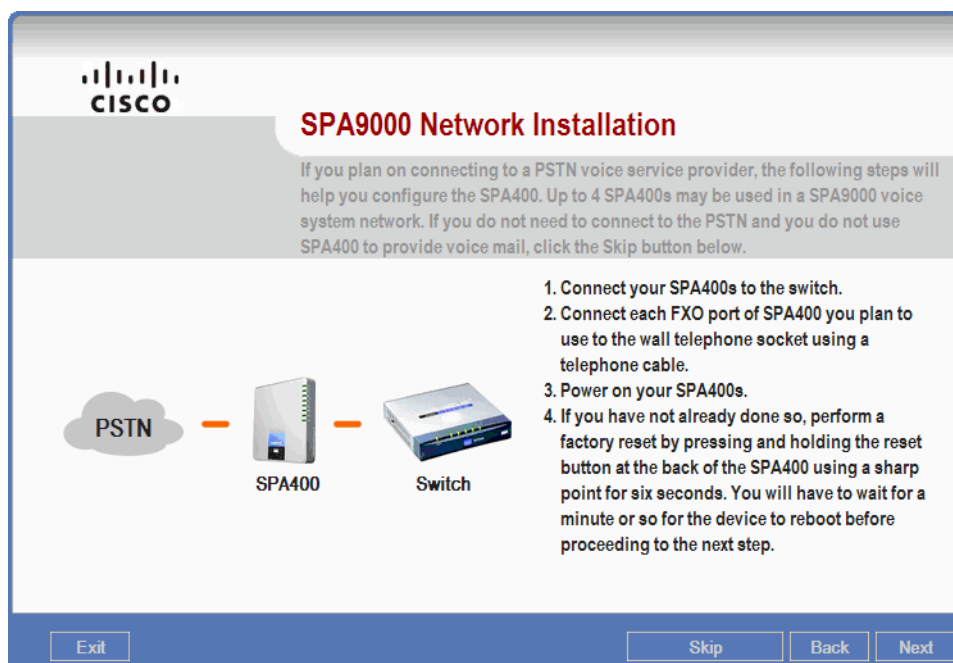 CISCO
SPA9000 Network Installation
If you plan on connecting to a PSTN voice service provider, the following steps will
help you configure the SPA400. Up to 4 SPA400s may be used in a SPA9000 voice
system network. If you do not need to connect to the PSTN and you do not use
SPA400 to provide voice mail, click the Skip button below.
1. Connect your SPA400s to the switch.
2. Connect each FXO port of SPA400 you plan to
use to the wall telephone socket using a
telephone cable.
3. Power on your SPA400s.
4. If you have not already done so, perform a
factory reset by pressing and holding the reset
button at the back of the SPA400 using a sharp
point for six seconds. You will have to wait for a
minute or so for the device to reboot before
proceeding to the next step.
PSTN
SPA400
Switch
Exit
Skip
Back
Next